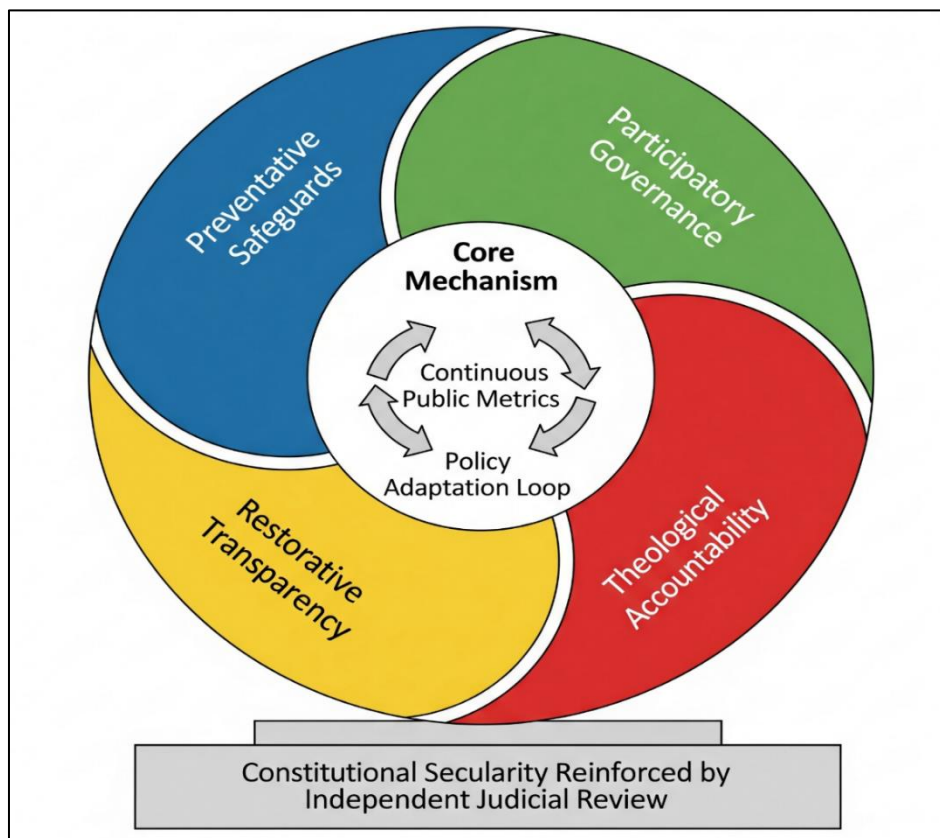 Preventative
Safeguards
Participatory
Governance
Core
Mechanism
Continuous
Public Metrics
Policy
Adaptation Loop
Restorative
Transparency
Theological
Accountability
Constitutional Secularity Reinforced by
Independent Judicial Review